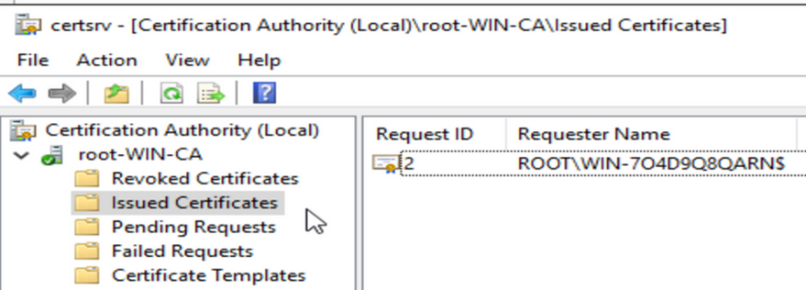 certsrv - [Certification Authority (Local)\root-WIN-CA\Issued Certificates]
File Action View Help
Certification Authority (Local)
root-WIN-CA
Revoked Certificates
Issued Certificates
Pending Requests
Failed Requests
Certificate Templates
Request ID Requester Name
2 ROOT\WIN-7O4D9Q8QARN$